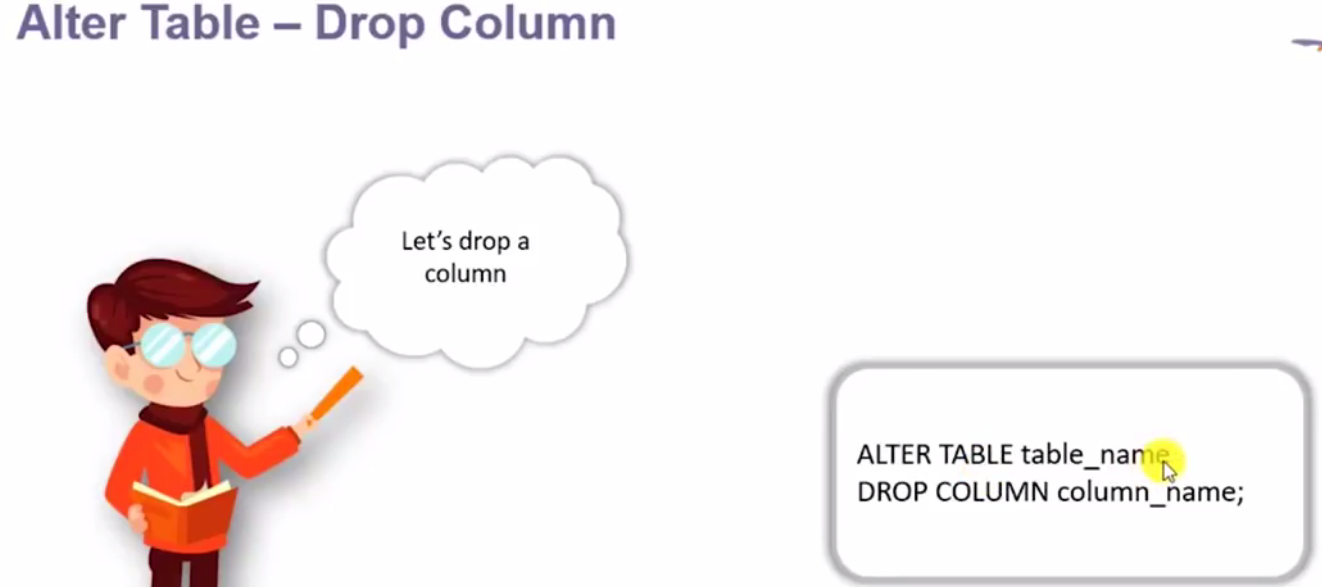 Alter Table – Drop Column
Let’s drop a
column
ALTER TABLE table_name
DROP COLUMN column_name;